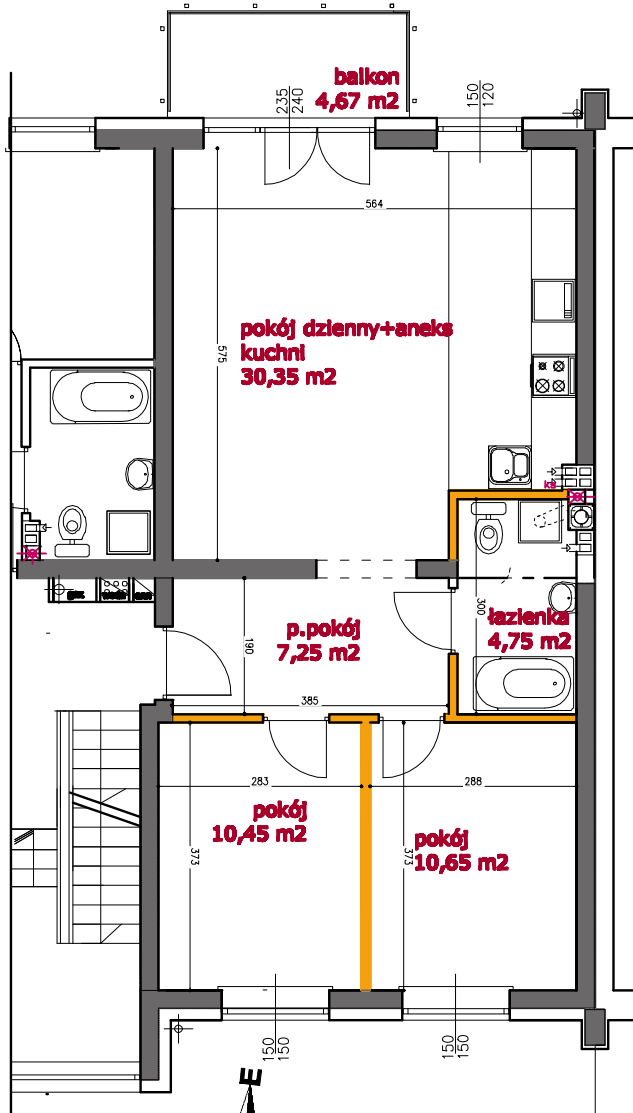 balkon
4,67 m2
235
240
150
120
564
575
pokój dzienny+aneks
kuchni
30,35 m2
ks
300
190
łazienka
4,75 m2
p.pokój
7,25 m2
385
283
288
pokój
10,45 m2
pokój
10,65 m2
373
373
150
150
150
150
E